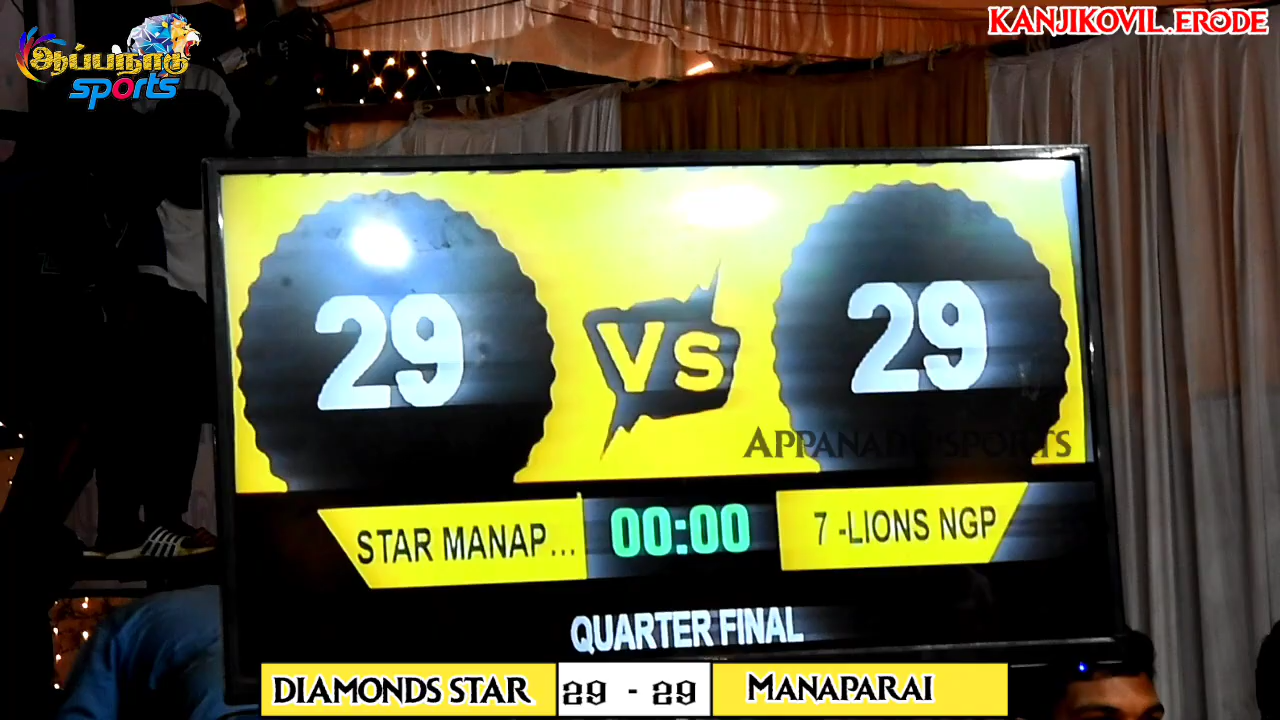 ஆப்பநாடு
sports
KANJIKOVIL.ERODE
29 VS 29
APPANADU SPORTS
STAR MANAP... 00:00 7 -LIONS NGP
QUARTER FINAL
DIAMONDS STAR 29 - 29 MANAPARAI